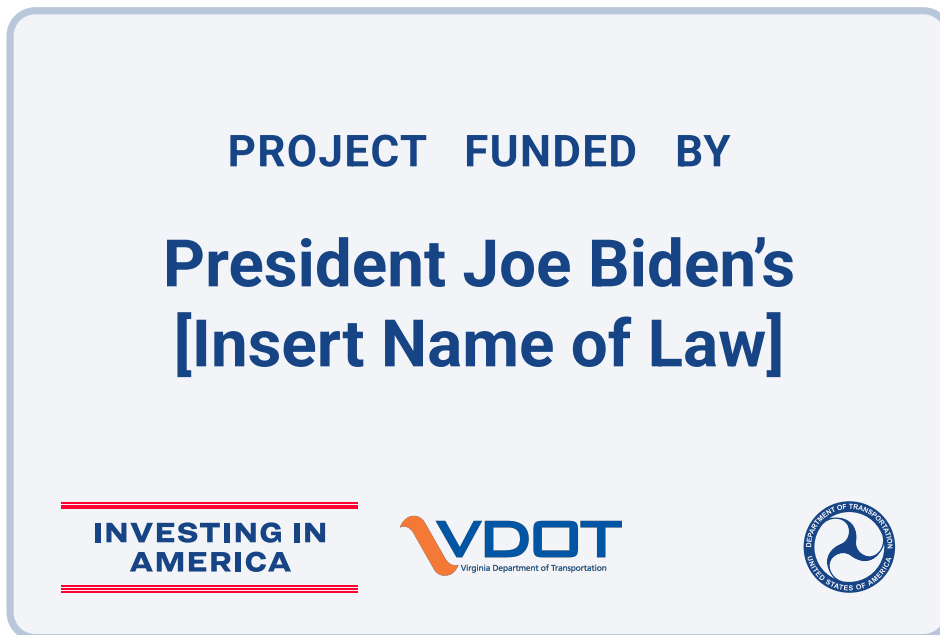 PROJECT FUNDED BY
President Joe Biden’s
[Insert Name of Law]
INVESTING IN
AMERICA
VDOT
Virginia Department of Transportation
DEPARTMENT OF TRANSPORTATION
UNITED STATES OF AMERICA